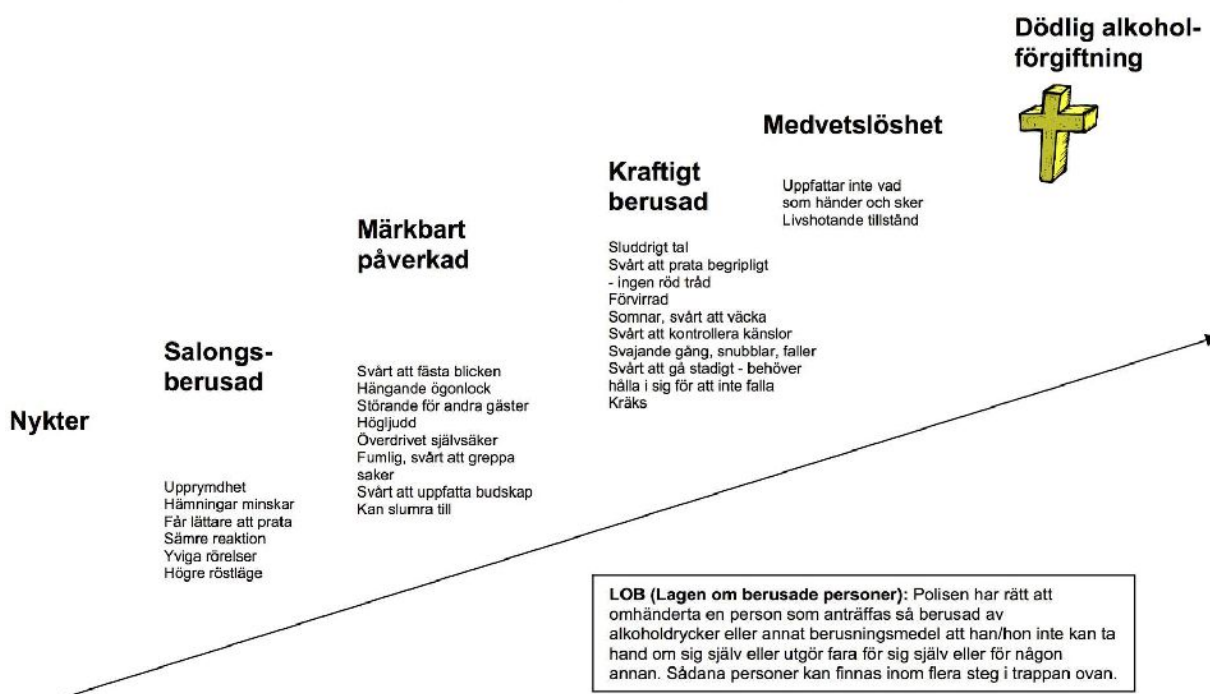 Nykter
Salongs-
berusad
Upprymdhet
Hämningar minskar
Får lättare att prata
Sämre reaktion
Yviga rörelser
Högre röstläge
Märkbart
påverkad
Svårt att fästa blicken
Hängande ögonlock
Störande för andra gäster
Högljudd
Överdrivet självsäker
Fumlig, svårt att greppa
saker
Svårt att uppfatta budskap
Kan slumra till
Kraftigt
berusad
Sluddrigt tal
Svårt att prata begripligt
- ingen röd tråd
Förvirrad
Somnar, svårt att väcka
Svårt att kontrollera känslor
Svajande gång, snubblar, faller
Svårt att gå stadigt - behöver
hålla i sig för att inte falla
Kräks
Medvetslöshet
Uppfattar inte vad
som händer och sker
Livshotande tillstånd
Dödlig alkohol-
förgiftning
LOB (Lagen om berusade personer): Polisen har rätt att
omhänderta en person som anträffas så berusad av
alkoholdrycker eller annat berusningsmedel att han/hon inte kan ta
hand om sig själv eller utgör fara för sig själv eller för någon
annan. Sådana personer kan finnas inom flera steg i trappan ovan.